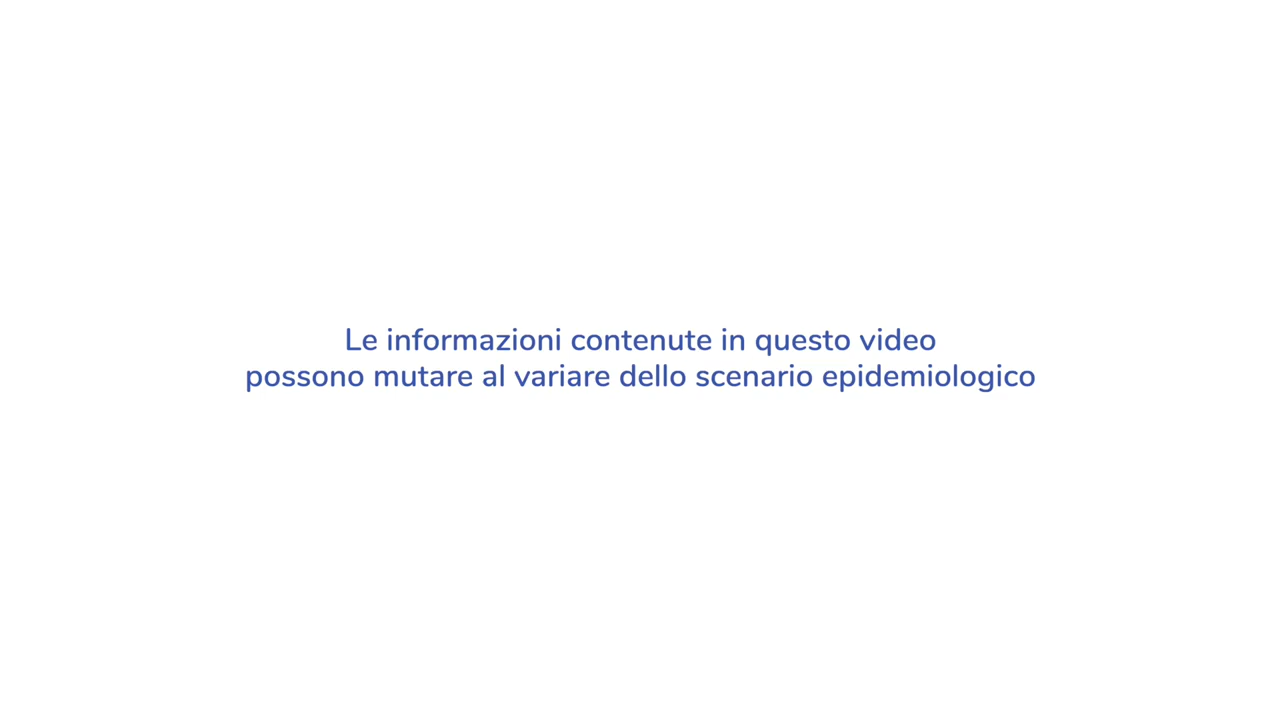 Le informazioni contenute in questo video
possono mutare al variare dello scenario epidemiologico